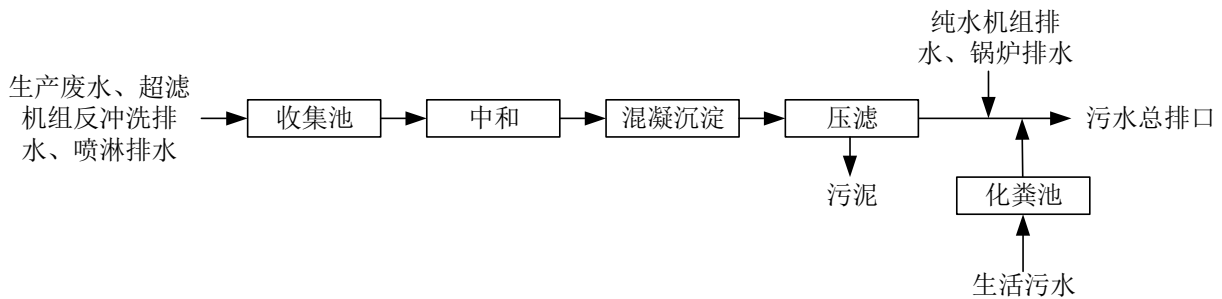 纯水机组排
水、锅炉排水
生产废水、超滤
机组反冲洗排
水、喷淋排水
收集池
中和
混凝沉淀
压滤
污水总排口
污泥
化粪池
生活污水